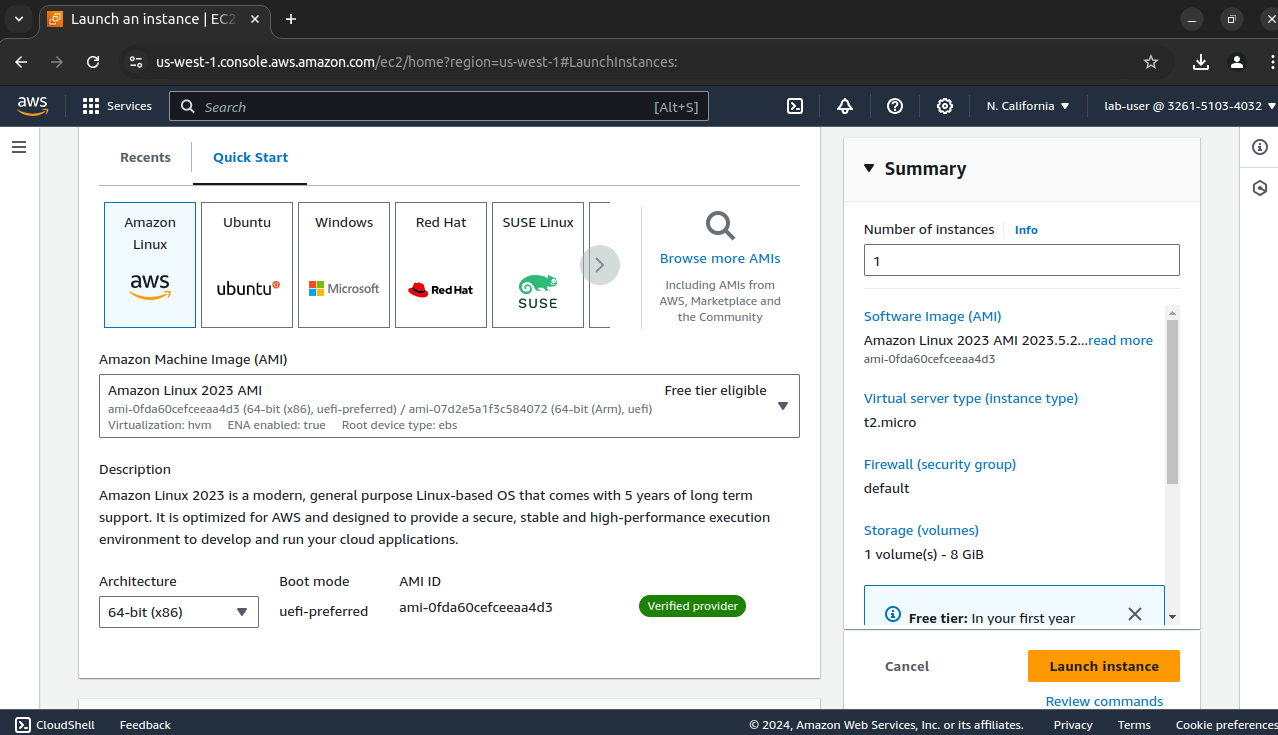 Launch an instance | EC2
us-west-1.console.aws.amazon.com/ec2/home?region=us-west-1#LaunchInstances:
aws
Services
Search
[Alt+S]
N. California
lab-user @ 3261-5103-4032
Recents
Quick Start
Amazon
Linux
aws
Ubuntu
ubuntu
Windows
Microsoft
Red Hat
Red Hat
SUSE Linux
SUSE
Browse more AMIs
Including AMIs from
AWS, Marketplace and
the Community
Amazon Machine Image (AMI)
Amazon Linux 2023 AMI
Free tier eligible
ami-0fda60cefceeaa4d3 (64-bit (x86), uefi-preferred) / ami-07d2e5a1f3c584072 (64-bit (Arm), uefi)
Virtualization: hvm ENA enabled: true Root device type: ebs
Description
Amazon Linux 2023 is a modern, general purpose Linux-based OS that comes with 5 years of long term
support. It is optimized for AWS and designed to provide a secure, stable and high-performance execution
environment to develop and run your cloud applications.
Architecture
64-bit (x86)
Boot mode
uefi-preferred
AMI ID
ami-0fda60cefceeaa4d3
Verified provider
Summary
Number of instances
Info
1
Software Image (AMI)
Amazon Linux 2023 AMI 2023.5.2...read more
ami-0fda60cefceeaa4d3
Virtual server type (instance type)
t2.micro
Firewall (security group)
default
Storage (volumes)
1 volume(s) - 8 GiB
Free tier: In your first year
Cancel
Launch instance
Review commands
CloudShell
Feedback
© 2024, Amazon Web Services, Inc. or its affiliates.
Privacy
Terms
Cookie preferences